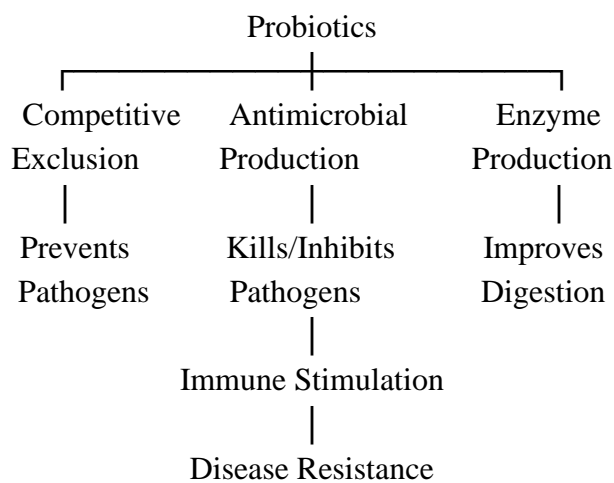 Probiotics
Competitive Antimicrobial Enzyme
Exclusion Production Production
Prevents Kills/Inhibits Improves
Pathogens Pathogens Digestion
Immune Stimulation
Disease Resistance